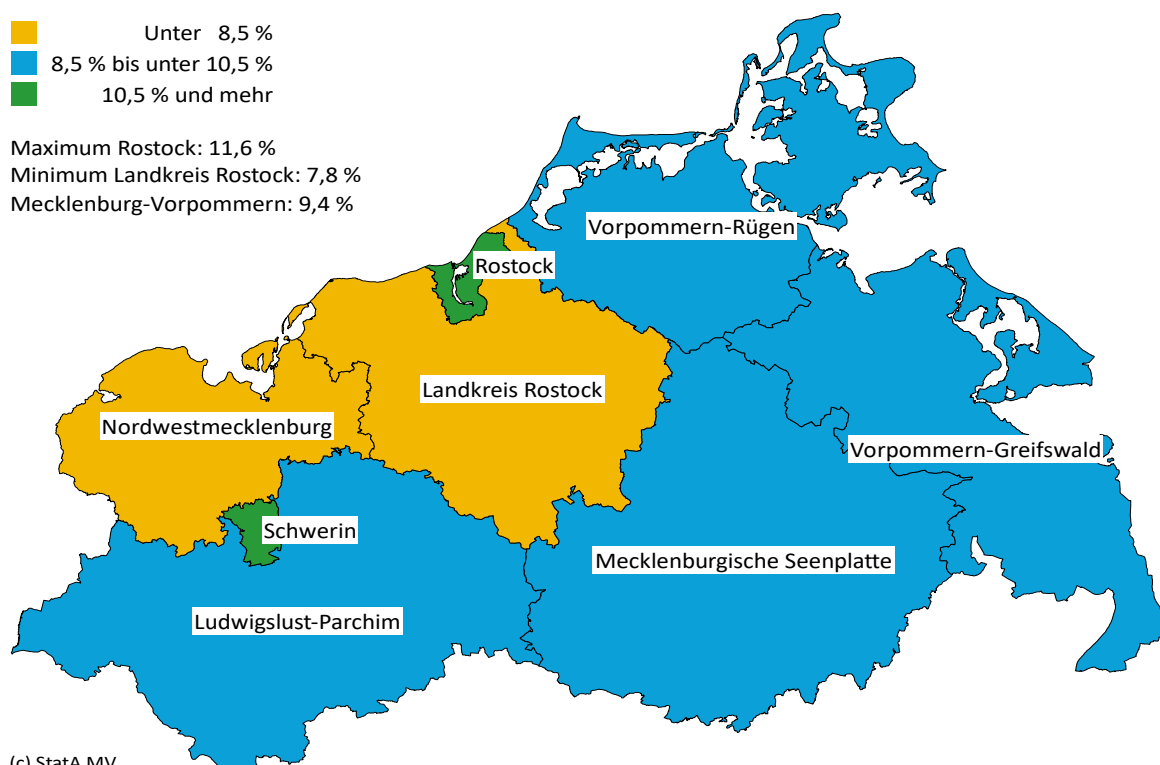 Unter 8,5 %
8,5 % bis unter 10,5 %
10,5 % und mehr
Maximum Rostock: 11,6 %
Minimum Landkreis Rostock: 7,8 %
Mecklenburg-Vorpommern: 9,4 %
Vorpommern-Rügen
Rostock
Landkreis Rostock
Nordwestmecklenburg
Vorpommern-Greifswald
Schwerin
Mecklenburgische Seenplatte
Ludwigslust-Parchim
(c) StatA MV